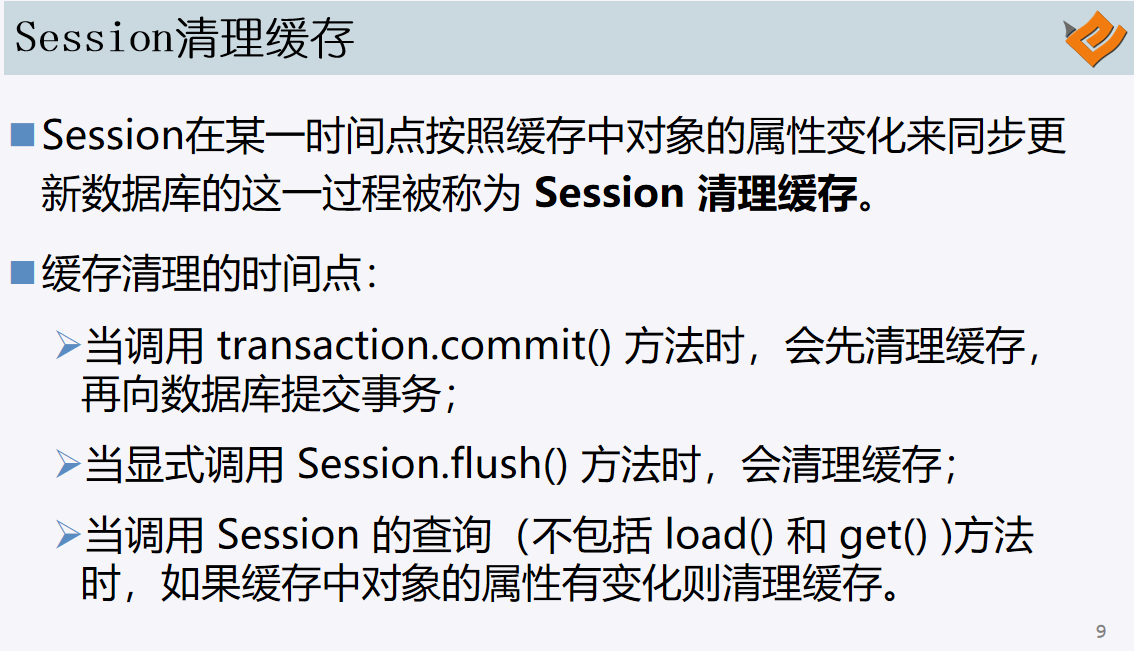 Session清理缓存
Session在某一时间点按照缓存中对象的属性变化来同步更
新数据库的这一过程被称为 Session 清理缓存。
缓存清理的时间点：
当调用 transaction.commit() 方法时，会先清理缓存，
再向数据库提交事务；
当显式调用 Session.flush() 方法时，会清理缓存；
当调用 Session 的查询（不包括 load() 和 get() )方法
时，如果缓存中对象的属性有变化则清理缓存。
9